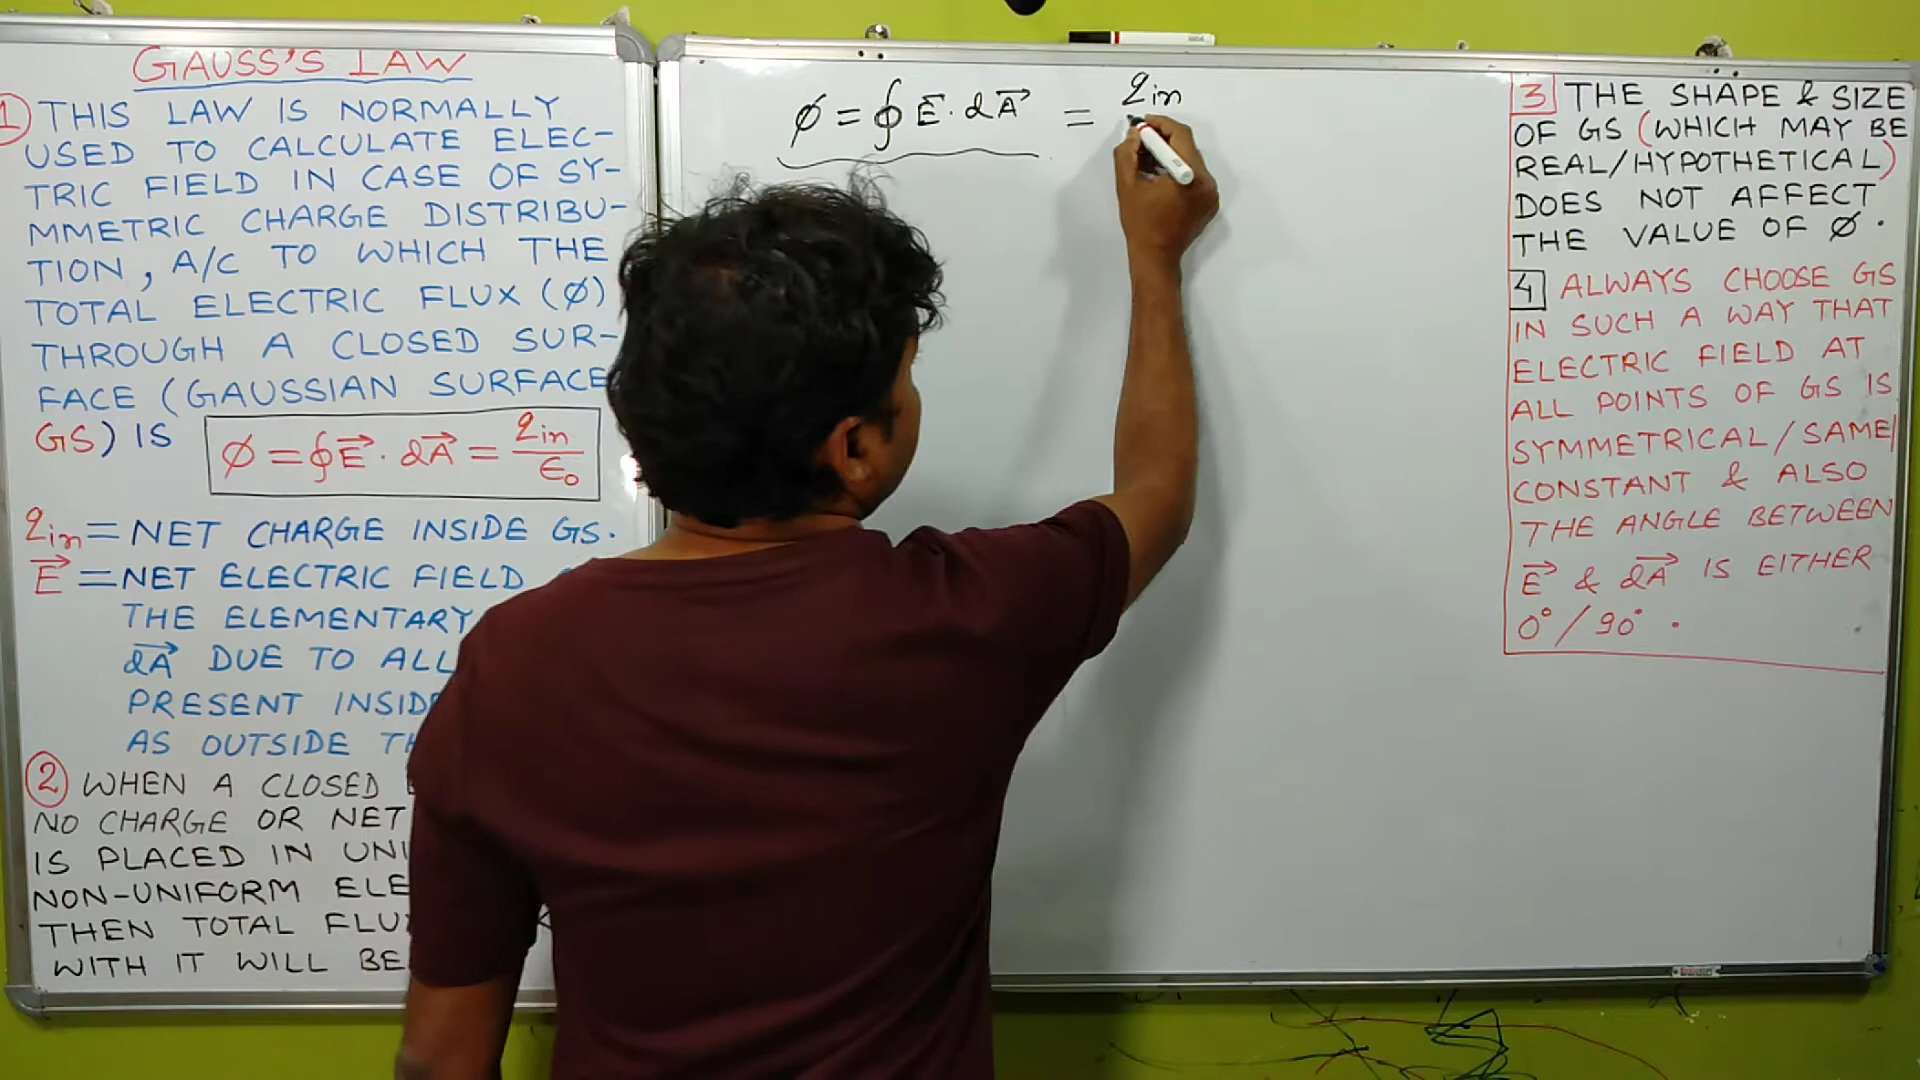 GAUSS'S LAW
1 THIS LAW IS NORMALLY
USED TO CALCULATE ELEC-
TRIC FIELD IN CASE OF SY-
MMETRIC CHARGE DISTRIBU-
TION, A/C TO WHICH THE
TOTAL ELECTRIC FLUX (Ø)
THROUGH A CLOSED SUR-
FACE (GAUSSIAN SURFACE
GS) IS Ø = ∮E⃗ · dA⃗ = qin/ϵ₀
qin = NET CHARGE INSIDE GS.
E⃗ = NET ELECTRIC FIELD
THE ELEMENTARY
dA⃗ DUE TO ALL
PRESENT INSID
AS OUTSIDE TH
2 WHEN A CLOSED
NO CHARGE OR NET
IS PLACED IN UNI
NON-UNIFORM ELE
THEN TOTAL FLU
WITH IT WILL BE
Ø = ∮E⃗ · dA⃗ = qin
3 THE SHAPE & SIZE
OF GS (WHICH MAY BE
REAL/HYPOTHETICAL)
DOES NOT AFFECT
THE VALUE OF Ø.
4 ALWAYS CHOOSE GS
IN SUCH A WAY THAT
ELECTRIC FIELD AT
ALL POINTS OF GS IS
SYMMETRICAL/SAME/
CONSTANT & ALSO
THE ANGLE BETWEEN
E⃗ & dA⃗ IS EITHER
0°/90°.